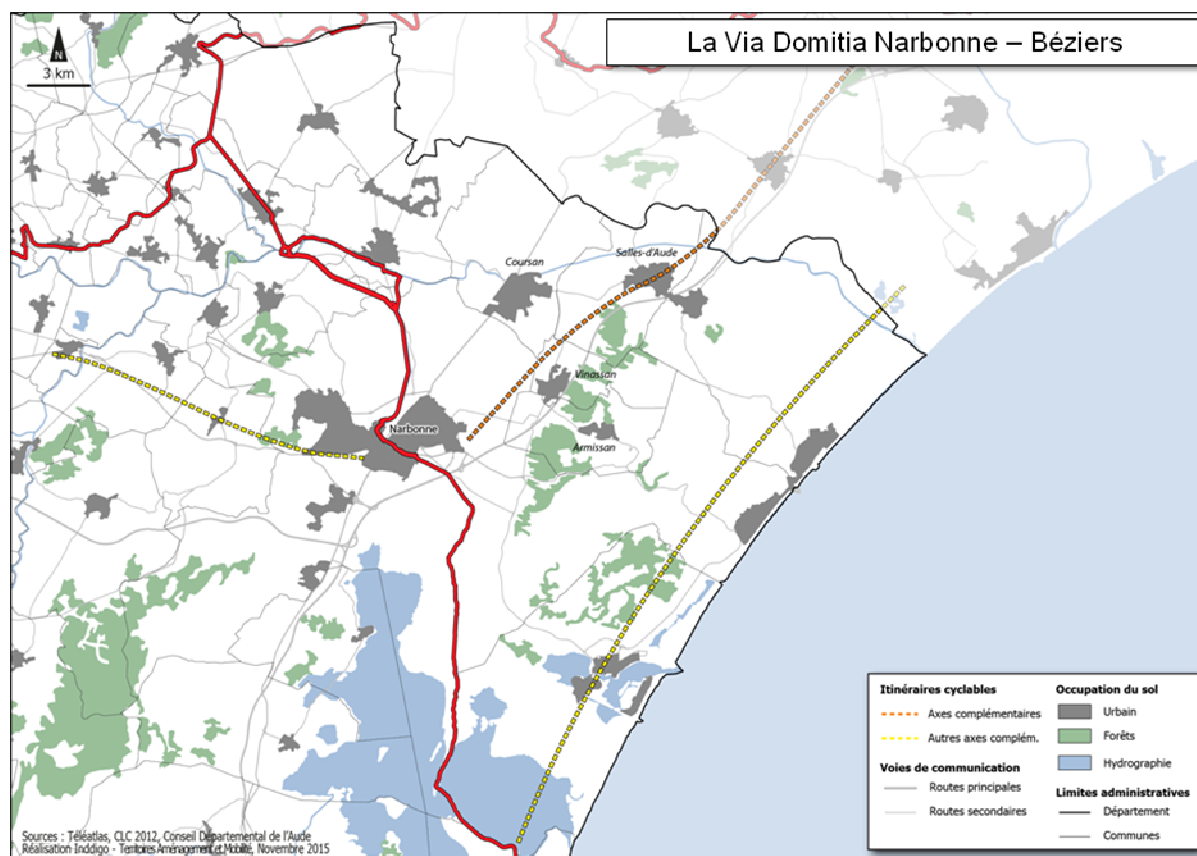 La Via Domitia Narbonne – Béziers
N
3 km
Coursan
Salles-d'Aude
Vinassan
Narbonne
Armissan
Itinéraires cyclables
Axes complémentaires
Autres axes complém.
Voies de communication
Routes principales
Routes secondaires
Occupation du sol
Urbain
Forêts
Hydrographie
Limites administratives
Département
Communes
Sources : Téléatlas, CLC 2012, Conseil Départemental de l'Aude
Réalisation Inddigo - Territoires Aménagement et Mobilité, Novembre 2015